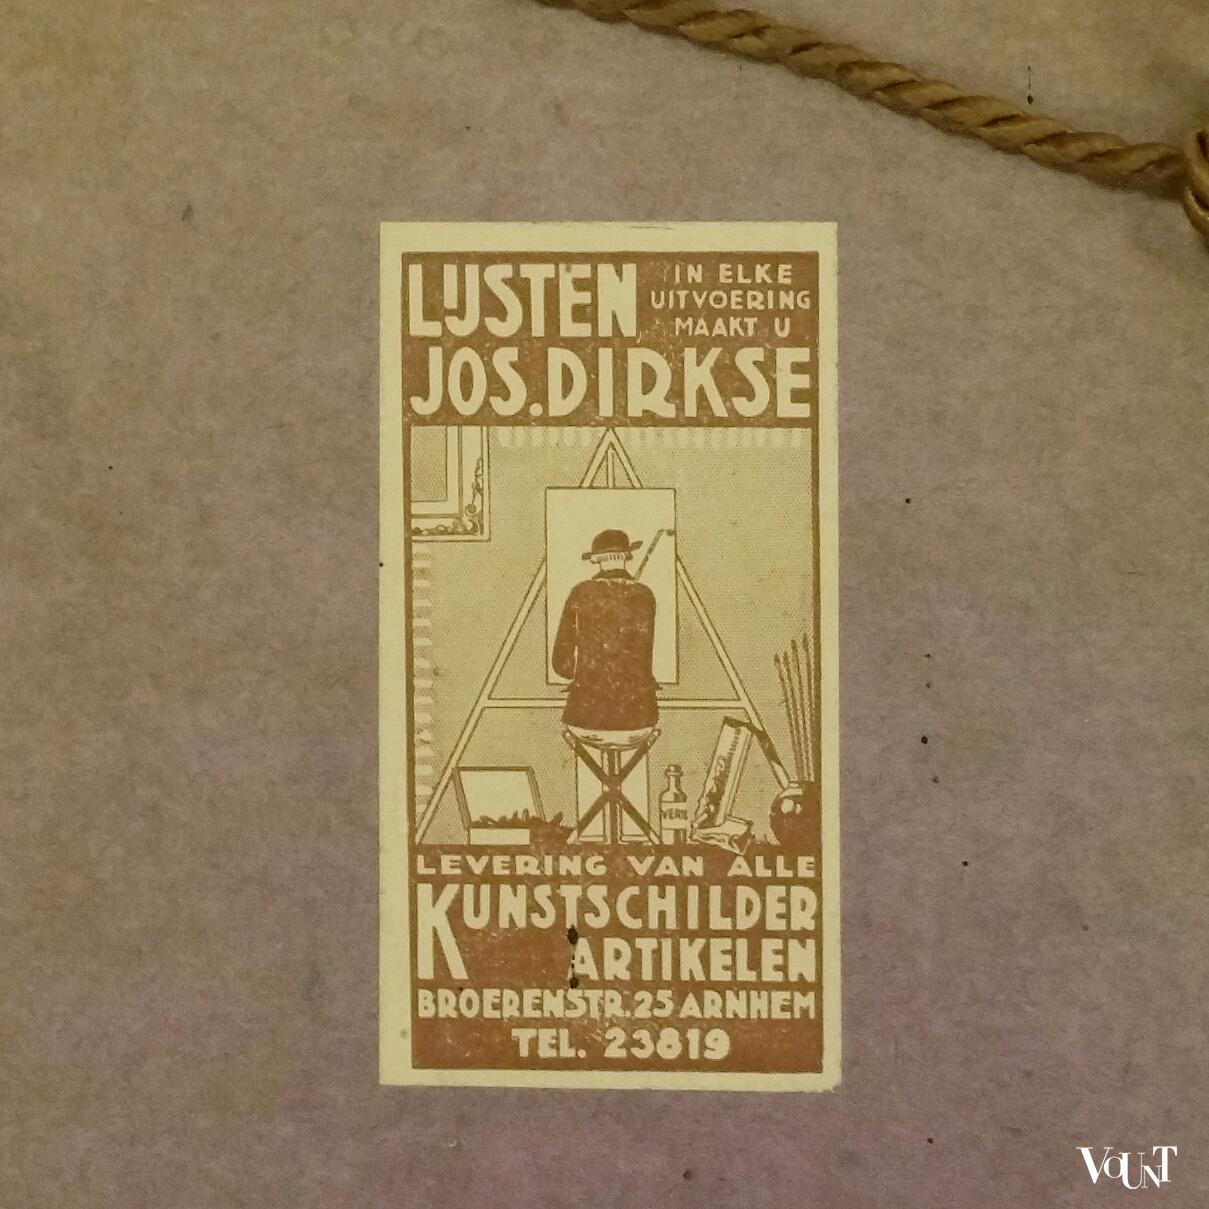 LIJSTEN
IN ELKE
UITVOERING
MAAKT U
JOS. DIRKSE
LEVERING VAN ALLE
KUNSTSCHILDER
ARTIKELEN
BROERENSTR. 25 ARNHEM
TEL. 23819
VOUNT